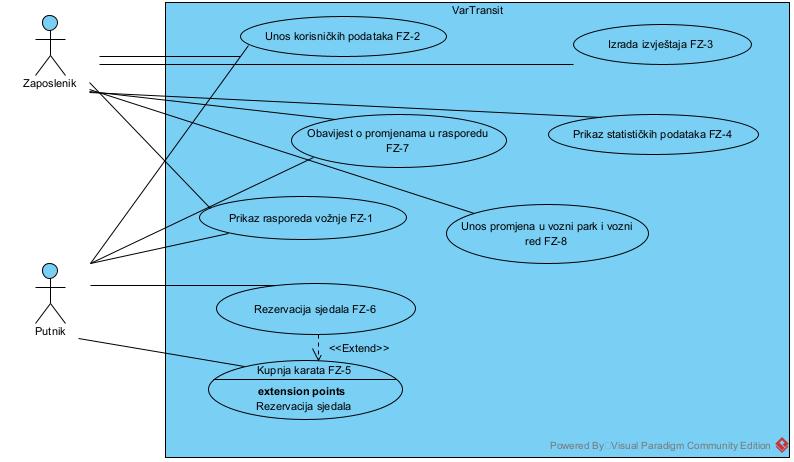 VarTransit
Unos korisničkih podataka FZ-2
Izrada izvještaja FZ-3
Zaposlenik
Obavijest o promjenama u rasporedu
FZ-7
Prikaz statističkih podataka FZ-4
Prikaz rasporeda vožnje FZ-1
Unos promjena u vozni park i vozni
red FZ-8
Putnik
Rezervacija sjedala FZ-6
<<Extend>>
Kupnja karata FZ-5
extension points
Rezervacija sjedala
Powered By Visual Paradigm Community Edition